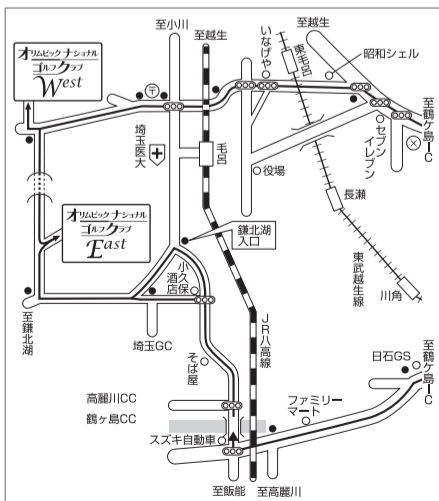 至小川
至越生
いなげや
東毛呂
至越生
昭和シェル
至鶴ヶ島IC
オリムピックナショナル
ゴルフクラブ
West
〒
埼玉医大
毛呂
役場
セブンイレブン
オリムピックナショナル
ゴルフクラブ
East
鎌北湖
入口
長瀬
東武越生線
川角
小久保
酒店
至鎌北湖
埼玉GC
そば屋
JR八高線
日石GS
至鶴ヶ島IC
高麗川CC
鶴ヶ島CC
ファミリー
マート
スズキ自動車
至飯能
至高麗川